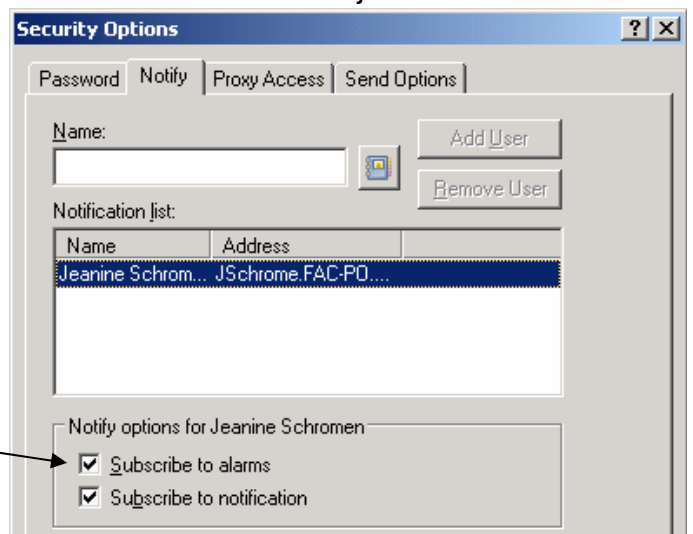 Security Options
Password Notify Proxy Access Send Options
Name:
Add User
Remove User
Notification list:
Name Address
Jeanine Schrom... JSchrome.FAC-PO....
Notify options for Jeanine Schromen
Subscribe to alarms
Subscribe to notification